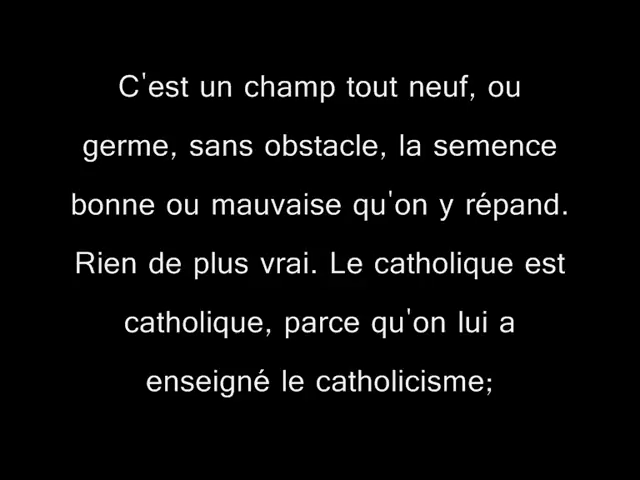 C'est un champ tout neuf, ou
germe, sans obstacle, la semence
bonne ou mauvaise qu'on y répand.
Rien de plus vrai. Le catholique est
catholique, parce qu'on lui a
enseigné le catholicisme;